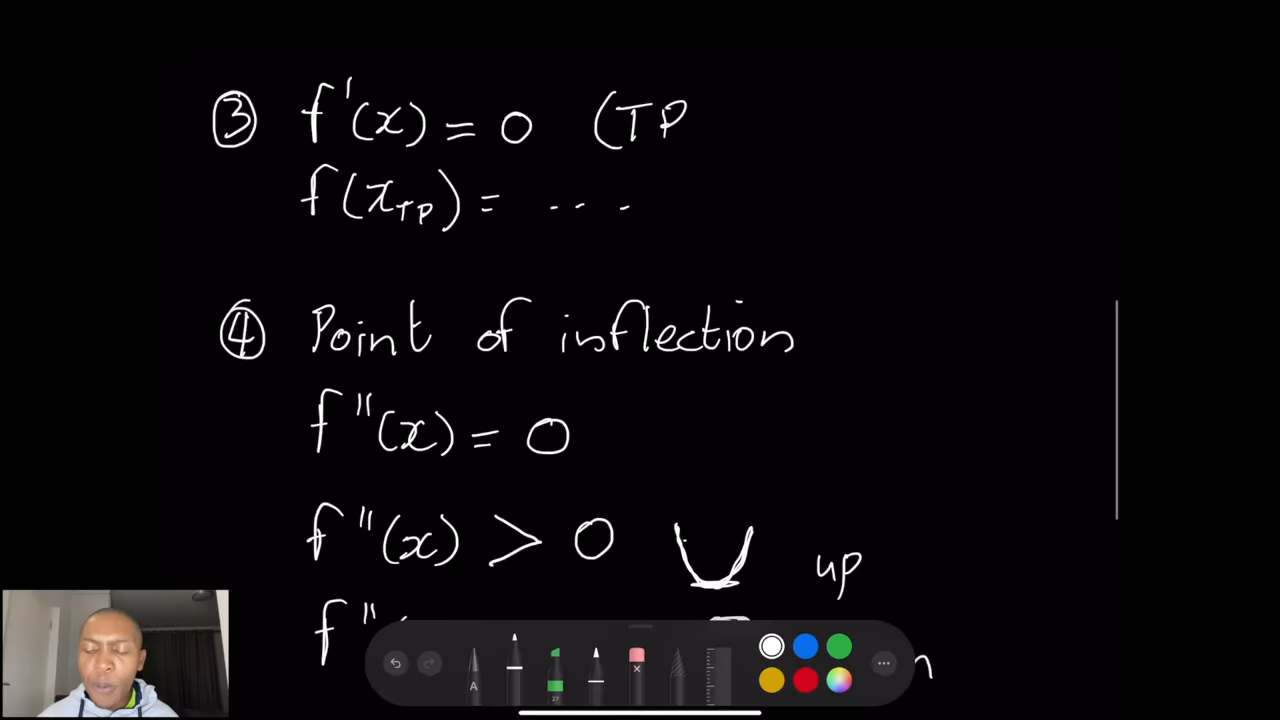 ③ f'(x) = 0 (TP
f(x_TP) = ....
④ Point of inflection
f''(x) = 0
f''(x) > 0 up
f''